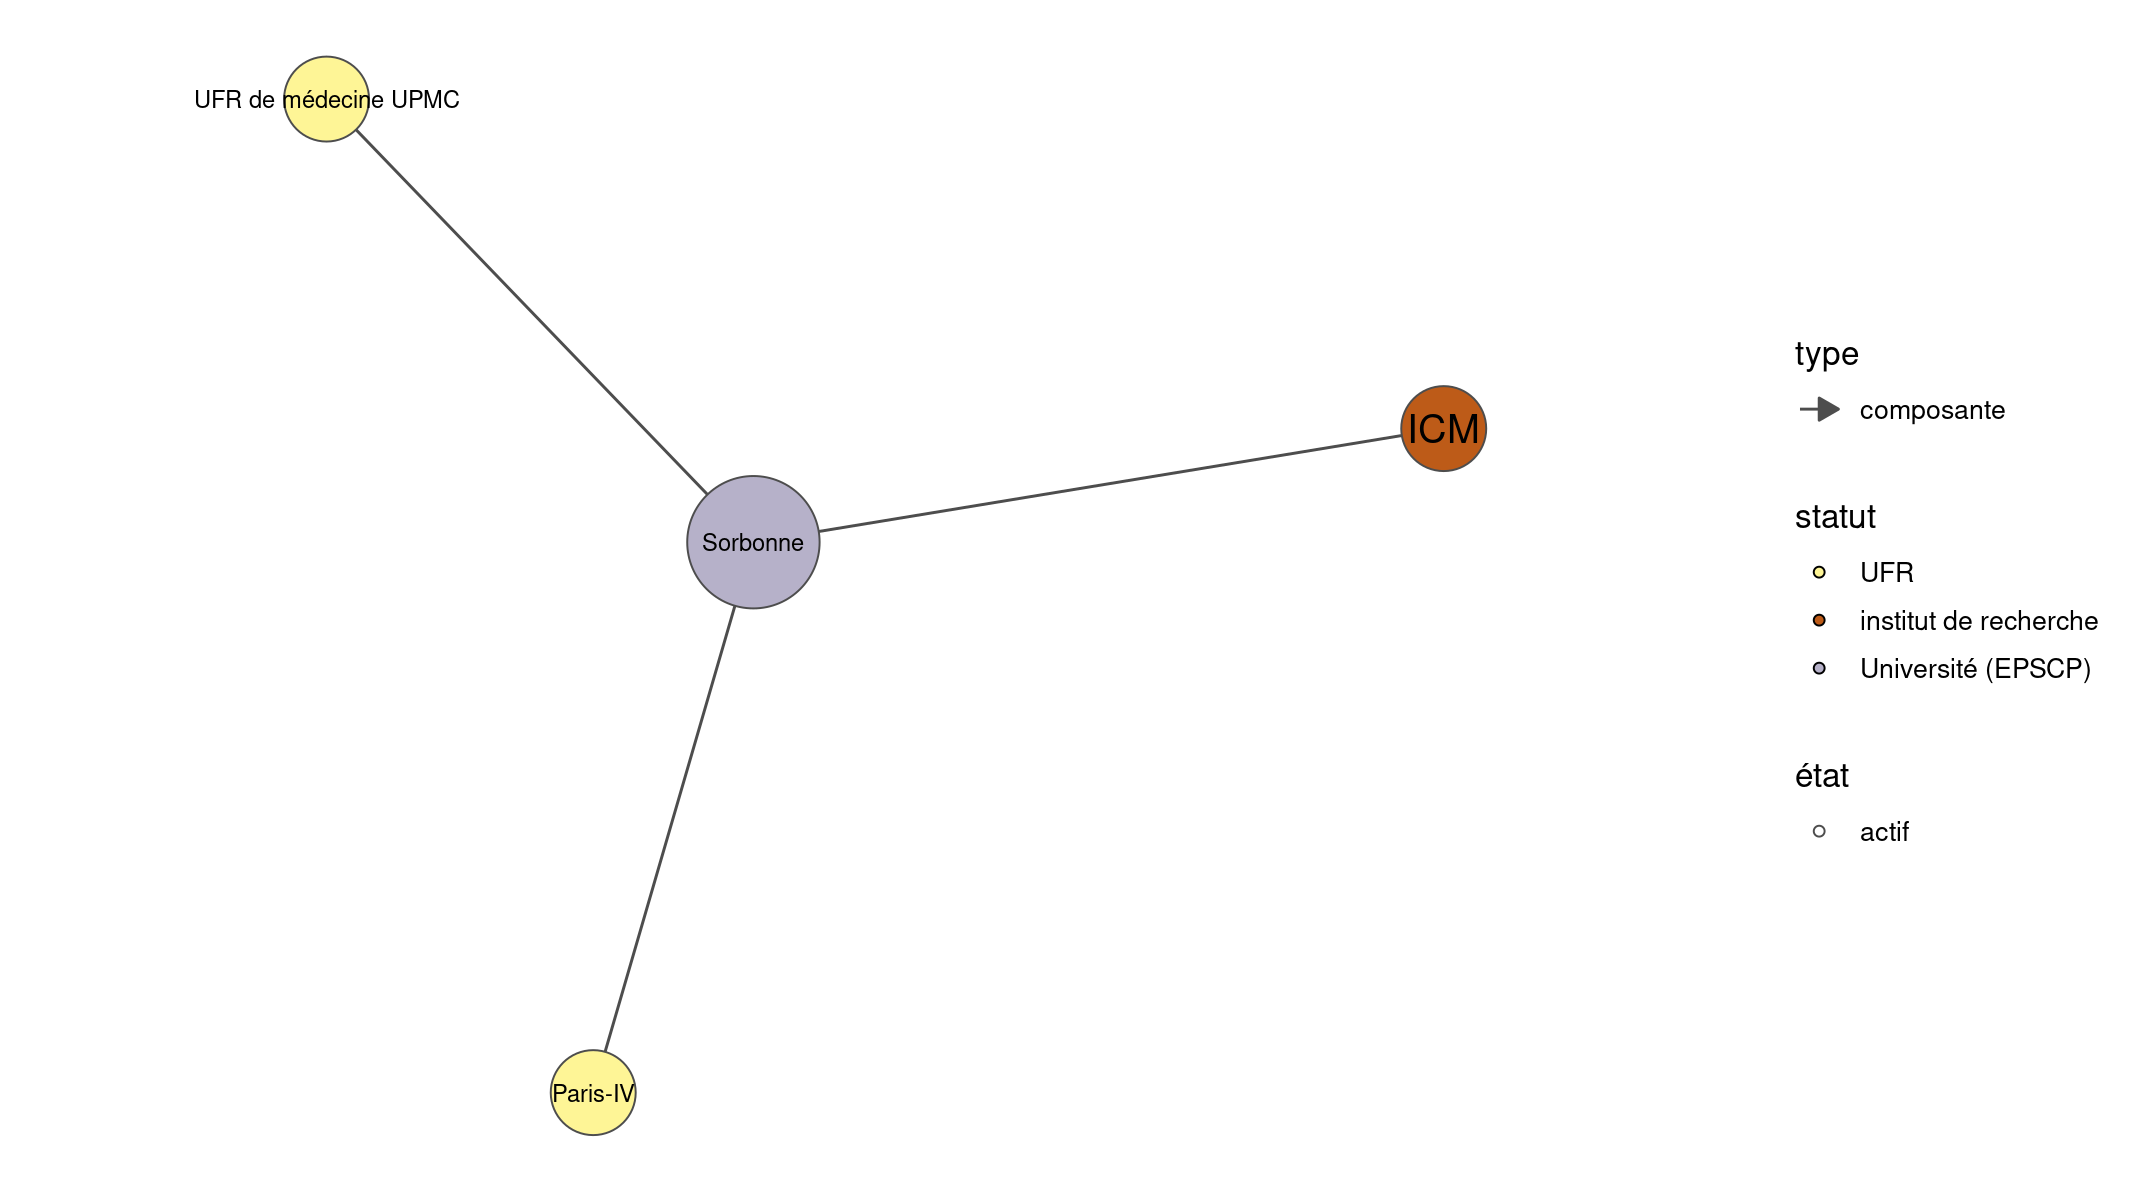 UFR de médecine UPMC
ICM
Sorbonne
Paris-IV
type
composante
statut
UFR
institut de recherche
Université (EPSCP)
état
actif